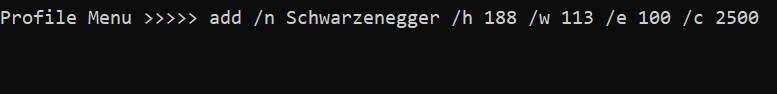 Profile Menu >>>>> add /n Schwarzenegger /h 188 /w 113 /e 100 /c 2500